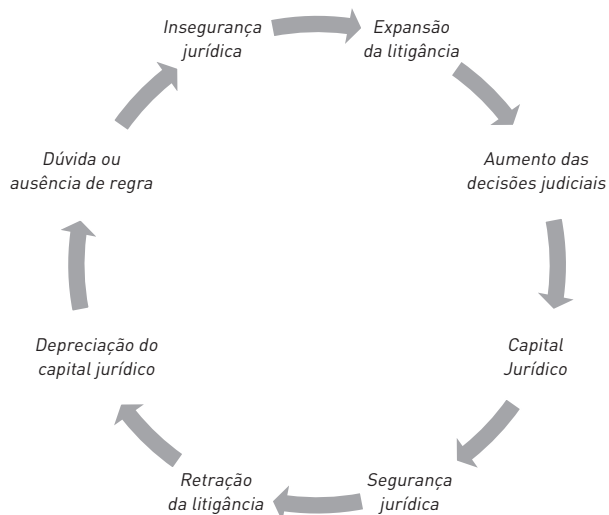 Insegurança
jurídica
Expansão
da litigância
Aumento das
decisões judiciais
Capital
Jurídico
Segurança
jurídica
Retração
da litigância
Depreciação do
capital jurídico
Dúvida ou
ausência de regra